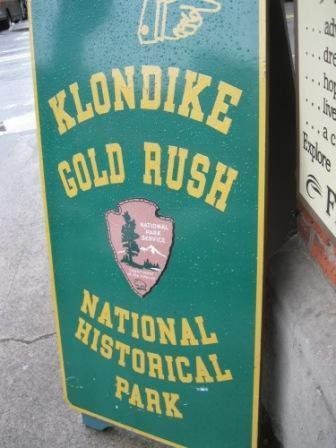 KLONDIKE
GOLD RUSH
NATIONAL
PARK
SERVICE
NATIONAL
HISTORICAL
PARK
Explore